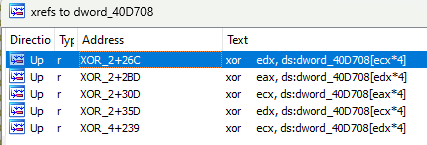 xrefs to dword_40D708
Directio Ty Address Text
Up r XOR_2+26C xor edx, ds:dword_40D708[ecx*4]
Up r XOR_2+2BD xor eax, ds:dword_40D708[edx*4]
Up r XOR_2+30D xor ecx, ds:dword_40D708[eax*4]
Up r XOR_2+35D xor ecx, ds:dword_40D708[edx*4]
Up r XOR_4+239 xor ecx, ds:dword_40D708[edx*4]